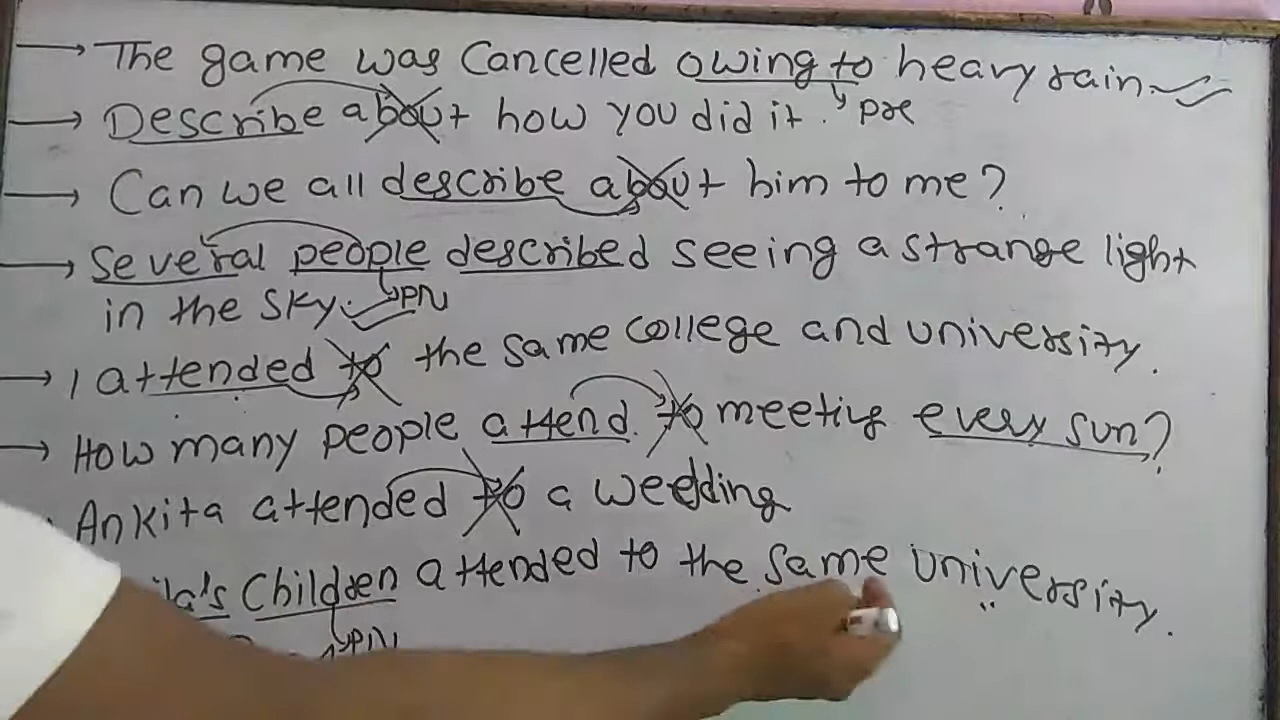 → The game was cancelled owing to heavy rain.
→ Describe about how you did it. pre
→ Can we all describe about him to me?
→ Several people described seeing a strange light
in the sky. PN
→ I attended to the same college and university.
→ How many people attend to meeting every sun?
Ankita attended to a wedding
Children attended to the same university.
PN